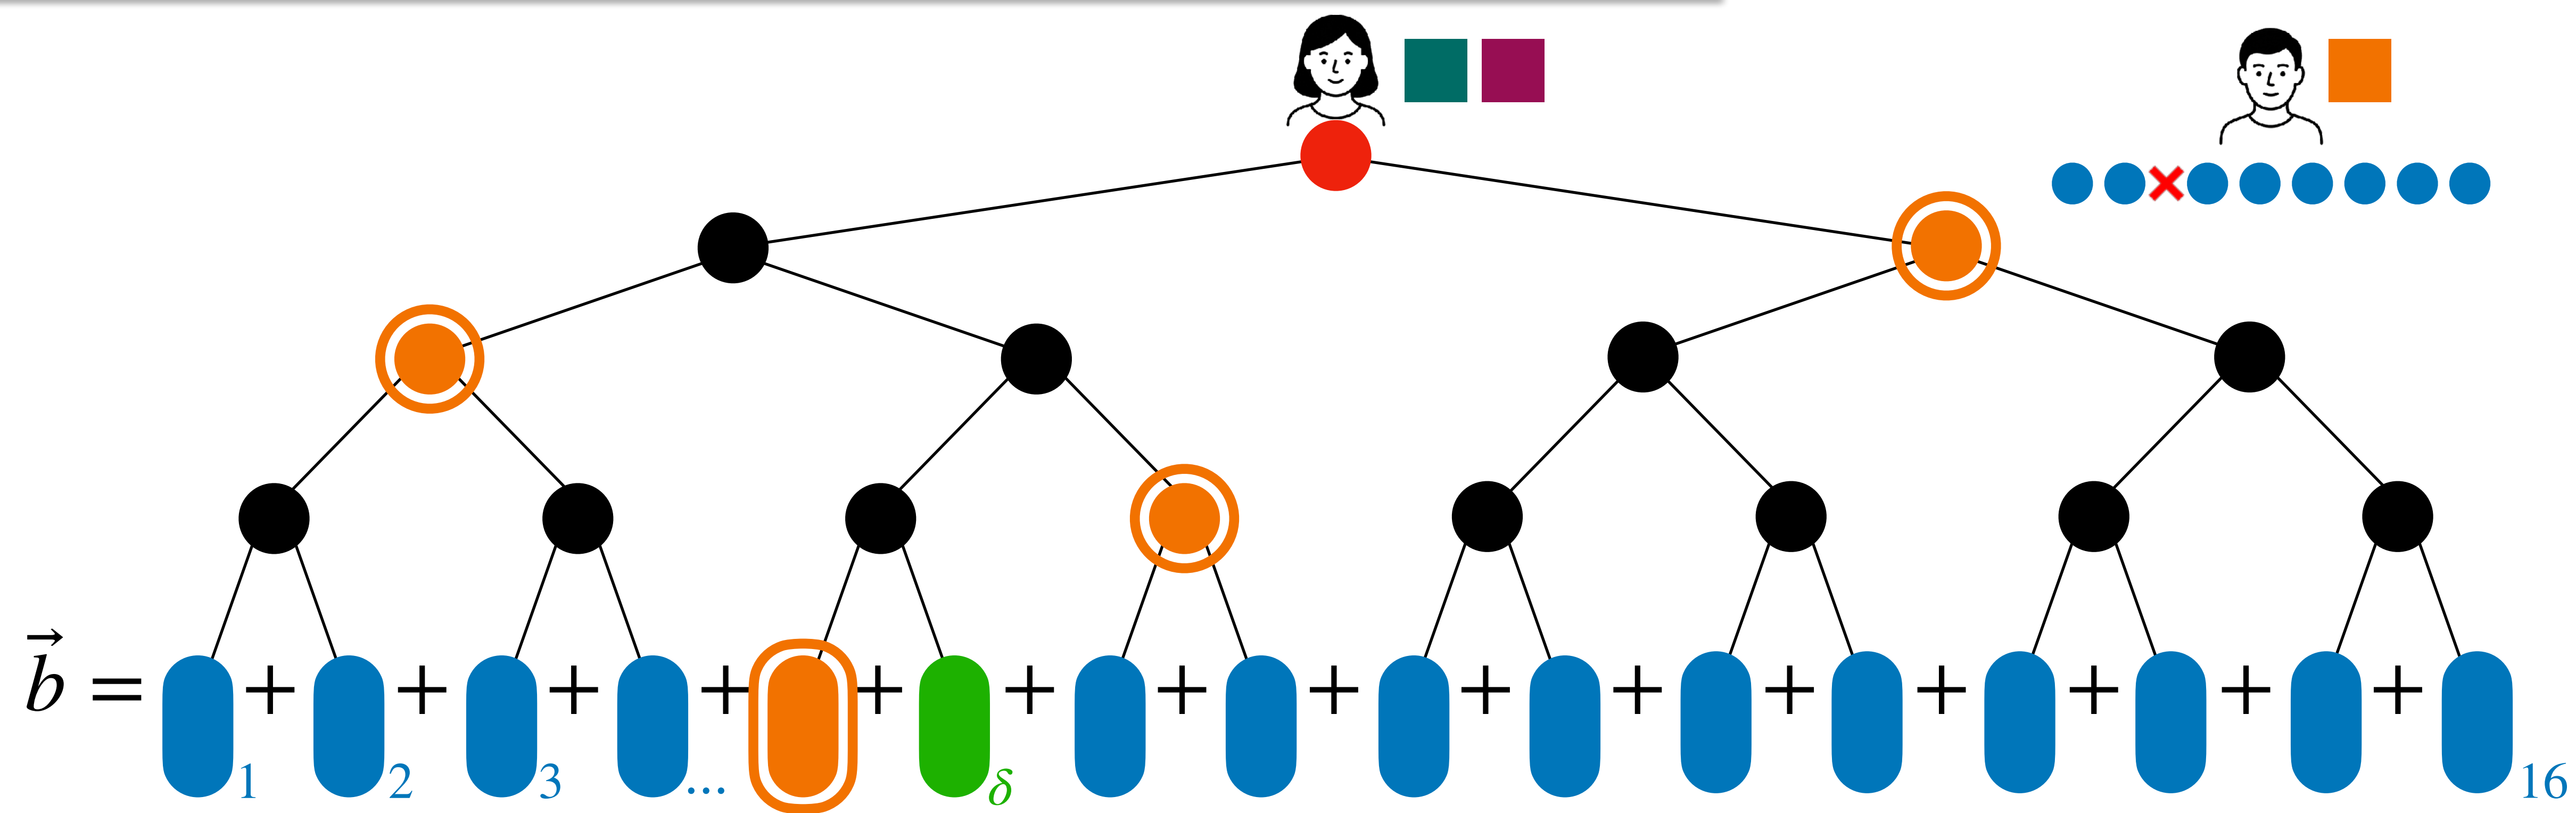 b⃗ = + + + + + + + + + + + + + + +
1 2 3 ... δ 16